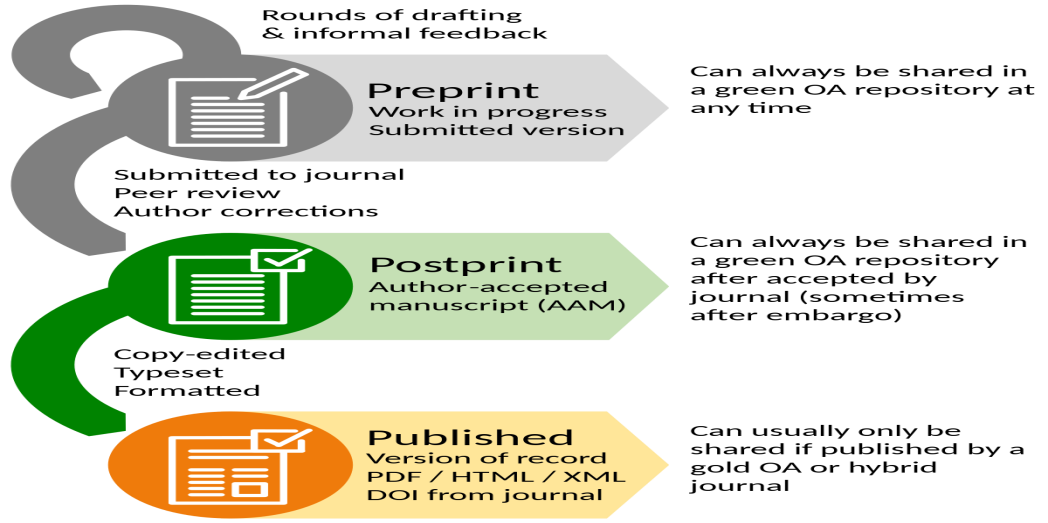 Rounds of drafting
& informal feedback
Preprint
Work in progress
Submitted version
Can always be shared in
a green OA repository at
any time
Submitted to journal
Peer review
Author corrections
Postprint
Author-accepted
manuscript (AAM)
Can always be shared in
a green OA repository
after accepted by
journal (sometimes
after embargo)
Copy-edited
Typeset
Formatted
Published
Version of record
PDF / HTML / XML
DOI from journal
Can usually only be
shared if published by a
gold OA or hybrid
journal